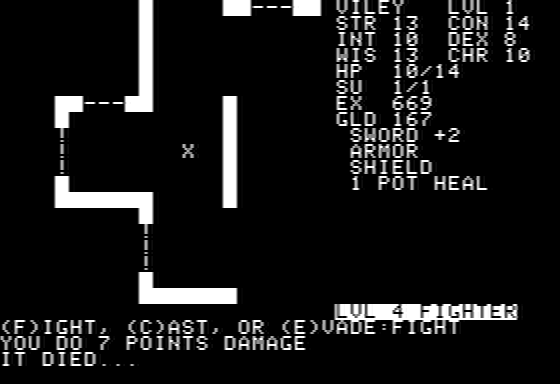 VILEY LVL 1
STR 13 CON 14
INT 10 DEX 8
WIS 13 CHR 10
HP 10/14
SU 1/1
EX 669
GLD 167
SWORD +2
ARMOR
SHIELD
1 POT HEAL
X
LVL 4 FIGHTER
(F)IGHT, (C)AST, OR (E)VADE:FIGHT
YOU DO 7 POINTS DAMAGE
IT DIED...